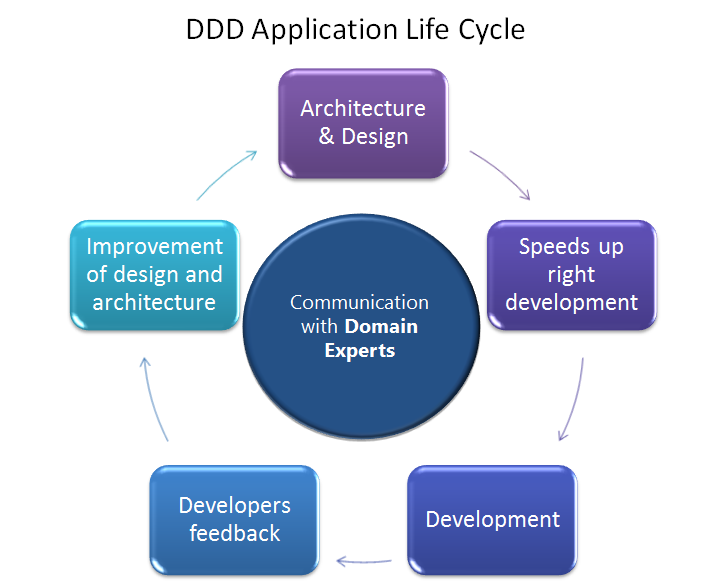 DDD Application Life Cycle
Architecture
& Design
Speeds up
right
development
Development
Developers
feedback
Improvement
of design and
architecture
Communication
with Domain
Experts